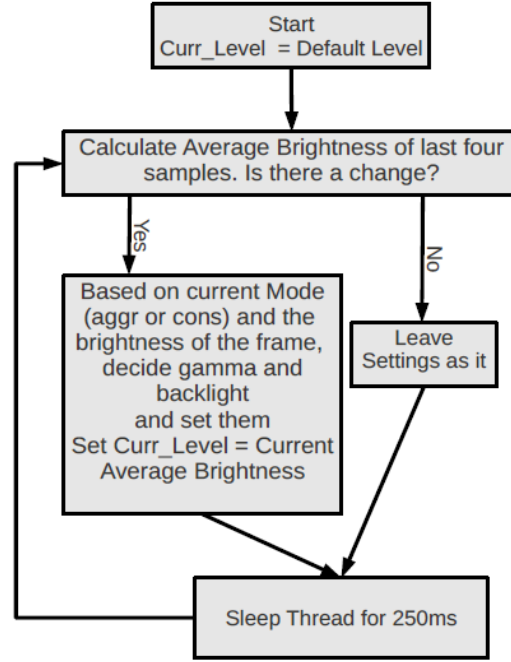 Start
Curr_Level = Default Level
Calculate Average Brightness of last four
samples. Is there a change?
Yes
No
Based on current Mode
(aggr or cons) and the
brightness of the frame,
decide gamma and
backlight
and set them
Set Curr_Level = Current
Average Brightness
Leave
Settings as it
Sleep Thread for 250ms